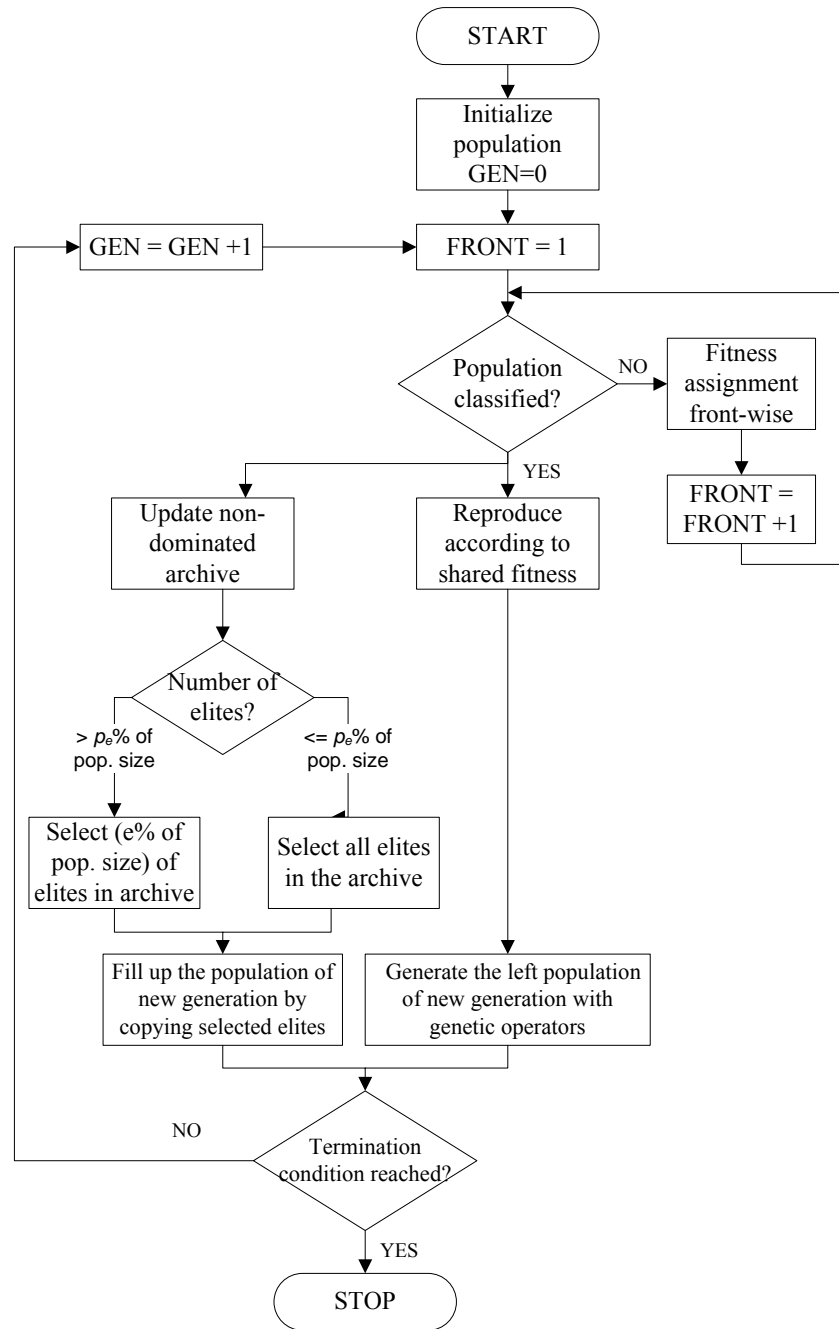 START
Initialize
population
GEN=0
GEN = GEN +1
FRONT = 1
Population
classified?
NO
Fitness
assignment
front-wise
FRONT =
FRONT +1
YES
Update non-
dominated
archive
Reproduce
according to
shared fitness
Number of
elites?
> pe% of
pop. size
<= pe% of
pop. size
Select (e% of
pop. size) of
elites in archive
Select all elites
in the archive
Fill up the population of
new generation by
copying selected elites
Generate the left population
of new generation with
genetic operators
NO
Termination
condition reached?
YES
STOP